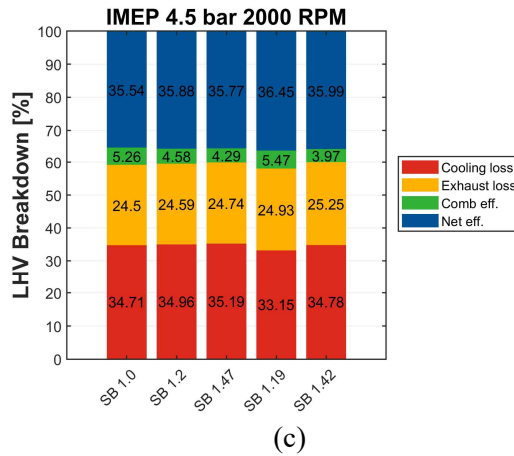 IMEP 4.5 bar 2000 RPM
LHV Breakdown [%]
100
90
80
70
60
50
40
30
20
10
0
35.54 35.88 35.77 36.45 35.99
5.26 4.58 4.29 5.47 3.97
24.5 24.59 24.74 24.93 25.25
34.71 34.96 35.19 33.15 34.78
SB 1.0 SB 1.2 SB 1.47 SB 1.19 SB 1.42
Cooling loss
Exhaust loss
Comb eff.
Net eff.
(c)